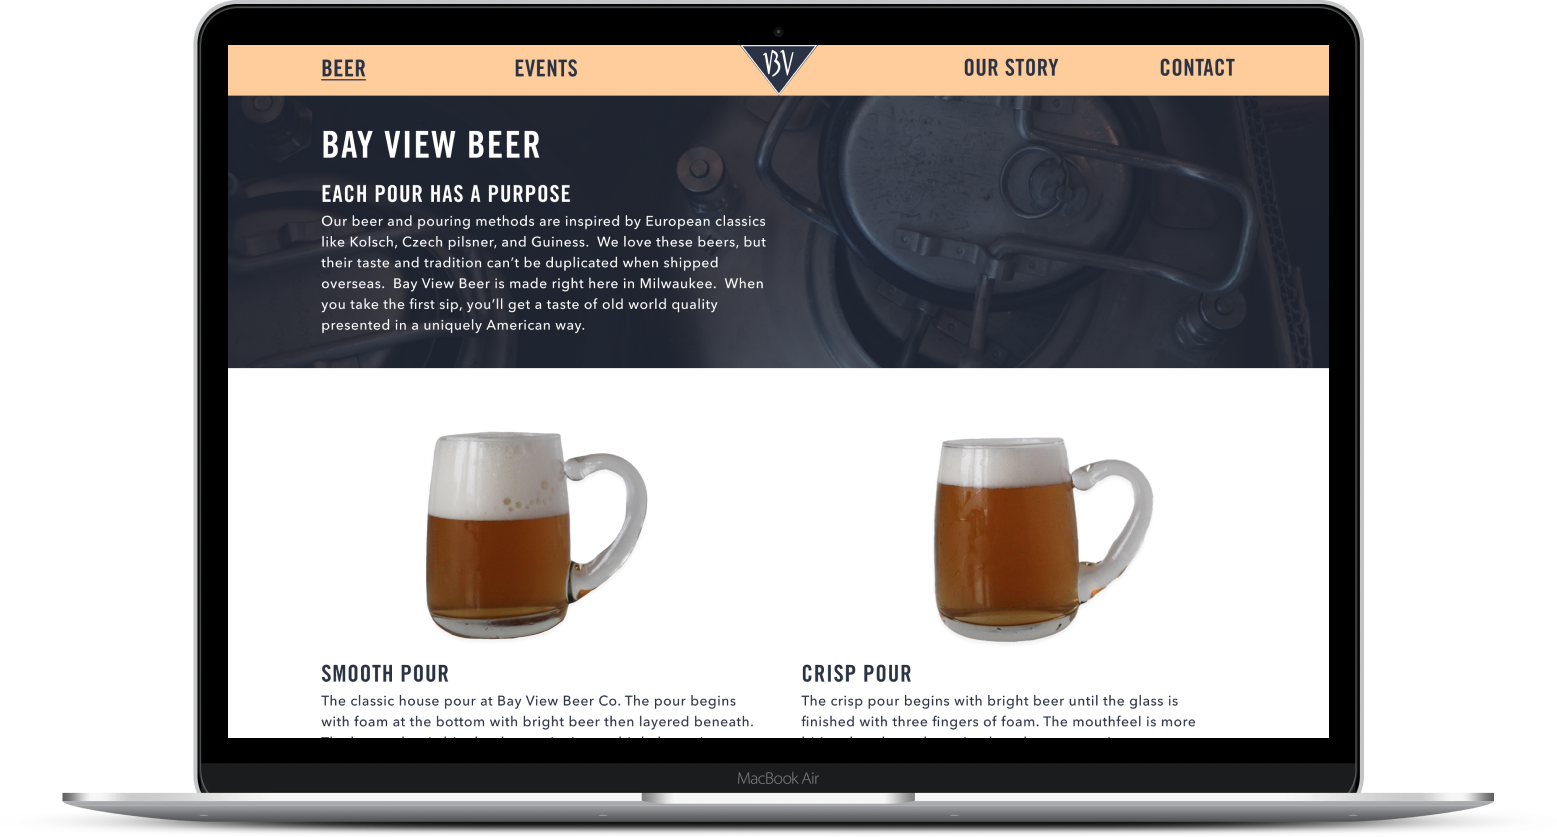 BEER EVENTS VBV OUR STORY CONTACT
BAY VIEW BEER
EACH POUR HAS A PURPOSE
Our beer and pouring methods are inspired by European classics
like Kolsch, Czech pilsner, and Guiness.  We love these beers, but
their taste and tradition can’t be duplicated when shipped
overseas.  Bay View Beer is made right here in Milwaukee.  When
you take the first sip, you’ll get a taste of old world quality
presented in a uniquely American way.
SMOOTH POUR
The classic house pour at Bay View Beer Co. The pour begins
with foam at the bottom with bright beer then layered beneath.
CRISP POUR
The crisp pour begins with bright beer until the glass is
finished with three fingers of foam. The mouthfeel is more
MacBook Air